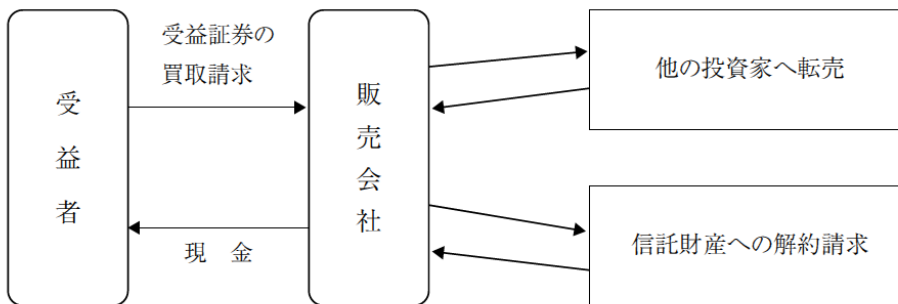 受益証券の
買取請求
受益者
現 金
販売会社
他の投資家へ転売
信託財産への解約請求